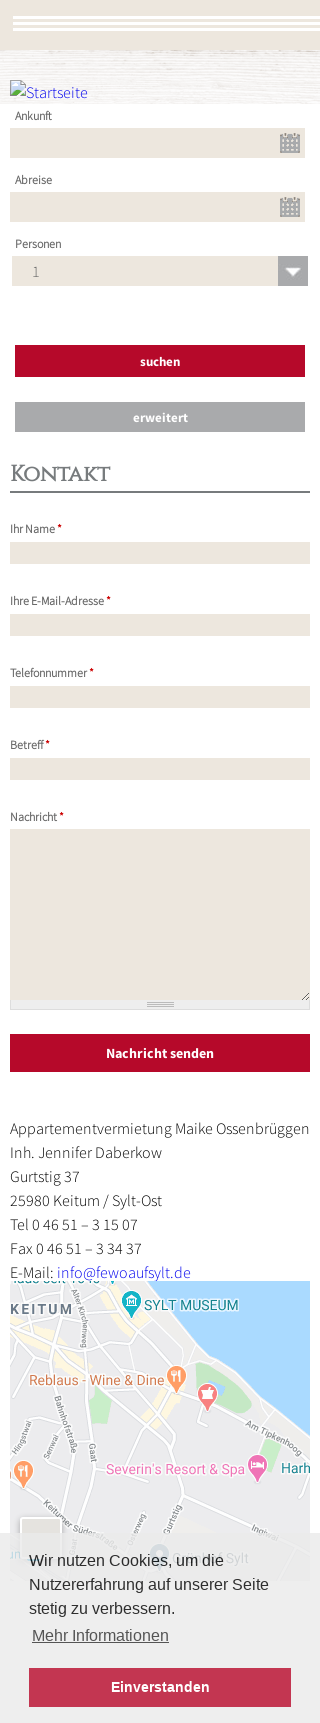 Startseite
Ankunft
Abreise
Personen
1
suchen
erweitert
Kontakt
Ihr Name *
Ihre E-Mail-Adresse *
Telefonnummer *
Betreff *
Nachricht *
Nachricht senden
Appartementvermietung Maike Ossenbrüggen
Inh. Jennifer Daberkow
Gurtstig 37
25980 Keitum / Sylt-Ost
Tel 0 46 51 – 3 15 07
Fax 0 46 51 – 3 34 37
E-Mail: info@fewoaufsylt.de
KEITUM
SYLT MUSEUM
Reblaus - Wine & Dine
Bahnhofstraße
Gaat
Hingstwai
Semwai
Am Tipkenhoog
Severin's Resort & Spa
Harh
Keitumer Süderstraße
Gurtstig
Sylt
Wir nutzen Cookies, um die
Nutzererfahrung auf unserer Seite
stetig zu verbessern.
Mehr Informationen
Einverstanden